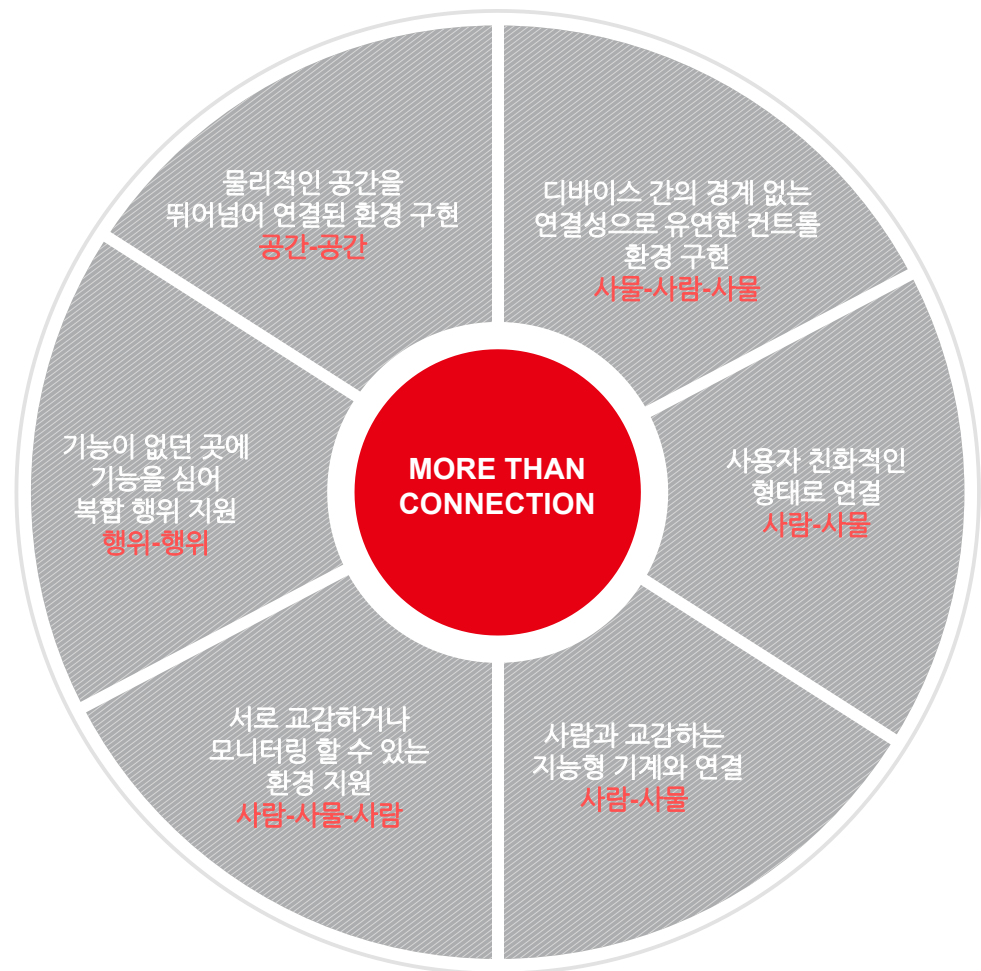 물리적인 공간을
뛰어넘어 연결된 환경 구현
공간-공간
디바이스 간의 경계 없는
연결성으로 유연한 컨트롤
환경 구현
사물-사람-사물
기능이 없던 곳에
기능을 심어
복합 행위 지원
행위-행위
MORE THAN
CONNECTION
사용자 친화적인
형태로 연결
사람-사물
서로 교감하거나
모니터링 할 수 있는
환경 지원
사람-사물-사람
사람과 교감하는
지능형 기계와 연결
사람-사물